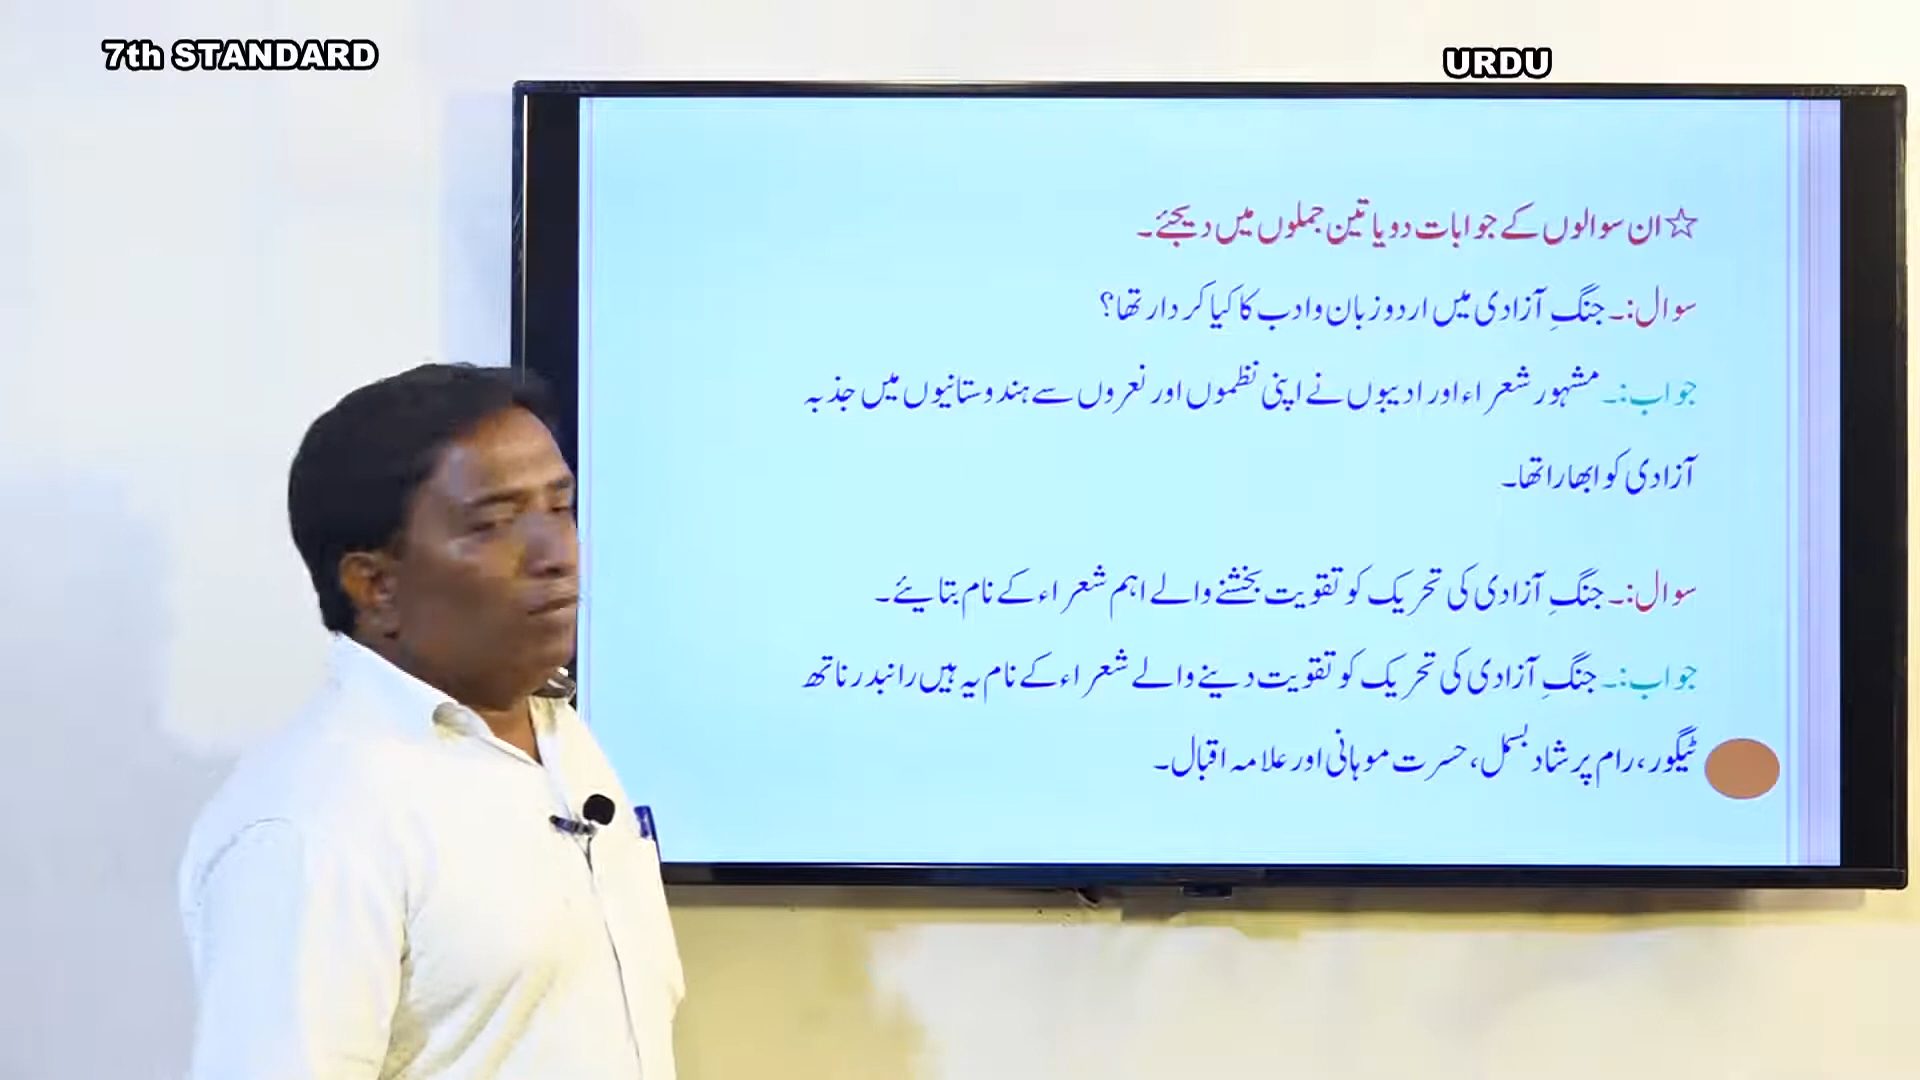 7th STANDARD
URDU
☆ان سوالوں کے جوابات دو یا تین جملوں میں دیجئے۔
سوال:۔جنگِ آزادی میں اردو زبان و ادب کا کیا کردار تھا؟
جواب:۔ مشہور شعراء اور ادیبوں نے اپنی نظموں اور نعروں سے ہندوستانیوں میں جذبہ
آزادی کو ابھارا تھا۔
سوال:۔جنگِ آزادی کی تحریک کو تقویت بخشنے والے اہم شعراء کے نام بتایئے۔
جواب:۔جنگِ آزادی کی تحریک کو تقویت دینے والے شعراء کے نام یہ ہیں رانبدرناتھ
ٹیگور، رام پرشاد بسمل، حسرت موہانی اور علامہ اقبال۔